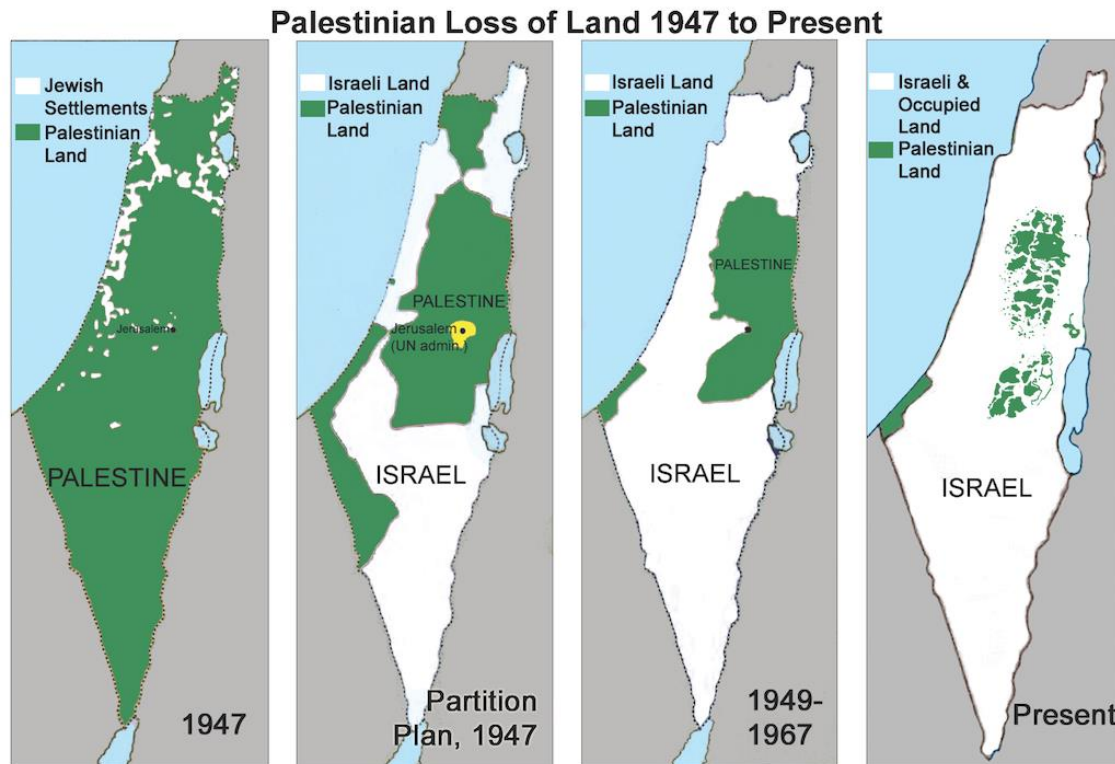 Palestinian Loss of Land 1947 to Present
Jewish
Settlements
Palestinian
Land
Jerusalem
PALESTINE
1947
Israeli Land
Palestinian
Land
PALESTINE
Jerusalem
(UN admin.)
ISRAEL
Partition
Plan, 1947
Israeli Land
Palestinian
Land
PALESTINE
ISRAEL
1949-
1967
Israeli &
Occupied
Land
Palestinian
Land
ISRAEL
Present